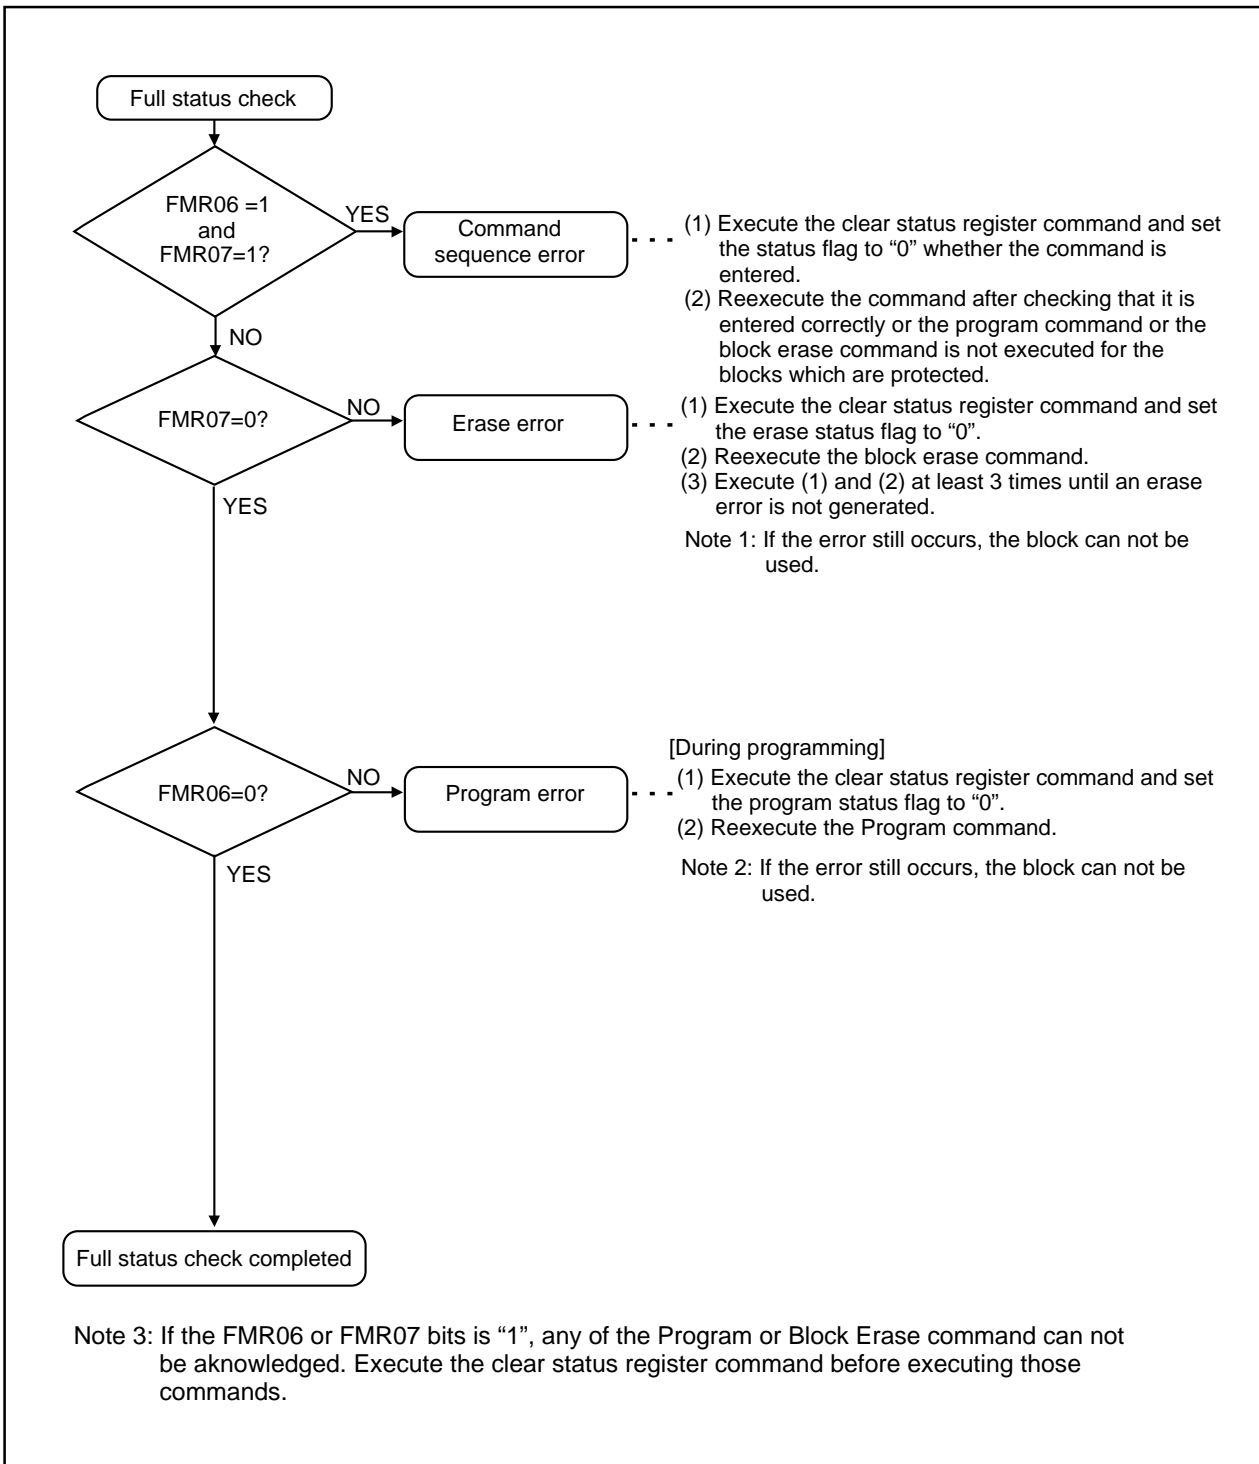 Full status check
FMR06 =1
and
FMR07=1?
YES
Command
sequence error
(1) Execute the clear status register command and set
the status flag to “0” whether the command is
entered.
(2) Reexecute the command after checking that it is
entered correctly or the program command or the
block erase command is not executed for the
blocks which are protected.
NO
FMR07=0?
NO
Erase error
(1) Execute the clear status register command and set
the erase status flag to “0”.
(2) Reexecute the block erase command.
(3) Execute (1) and (2) at least 3 times until an erase
error is not generated.
Note 1: If the error still occurs, the block can not be
used.
YES
FMR06=0?
NO
Program error
[During programming]
(1) Execute the clear status register command and set
the program status flag to “0”.
(2) Reexecute the Program command.
Note 2: If the error still occurs, the block can not be
used.
YES
Full status check completed
Note 3: If the FMR06 or FMR07 bits is “1”, any of the Program or Block Erase command can not
be aknowledged. Execute the clear status register command before executing those
commands.